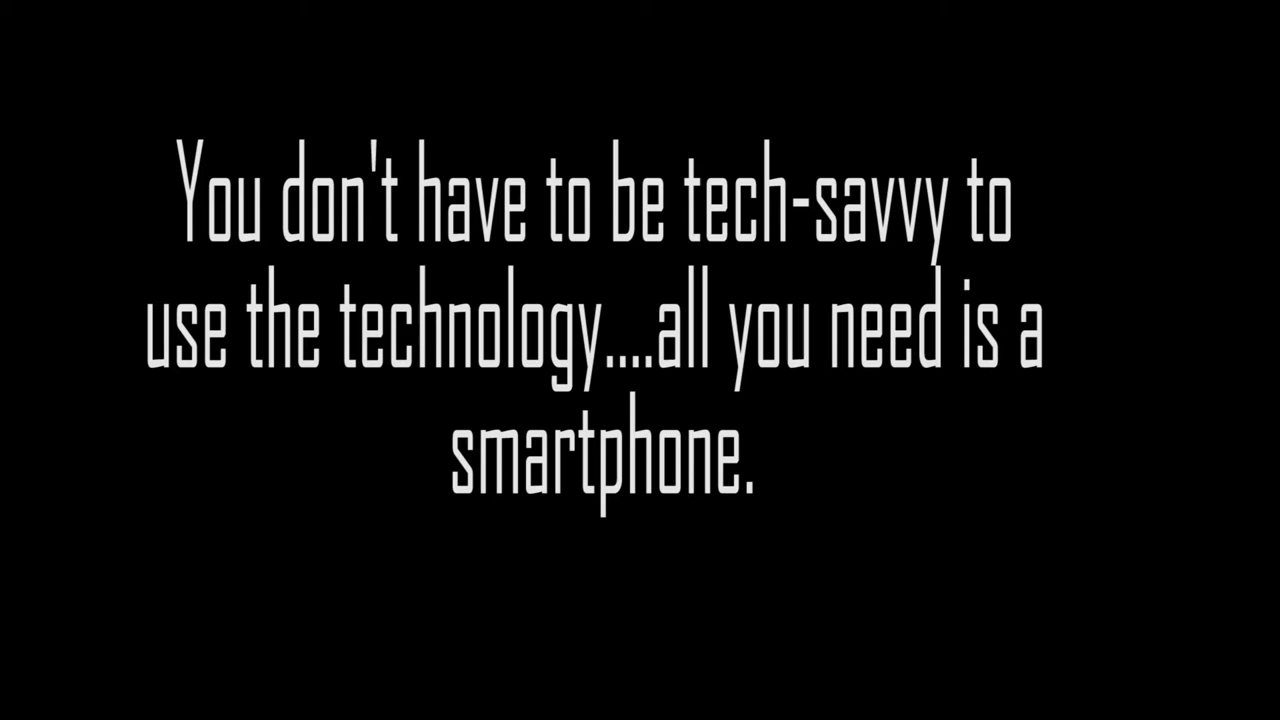 You don't have to be tech-savvy to
use the technology....all you need is a
smartphone.